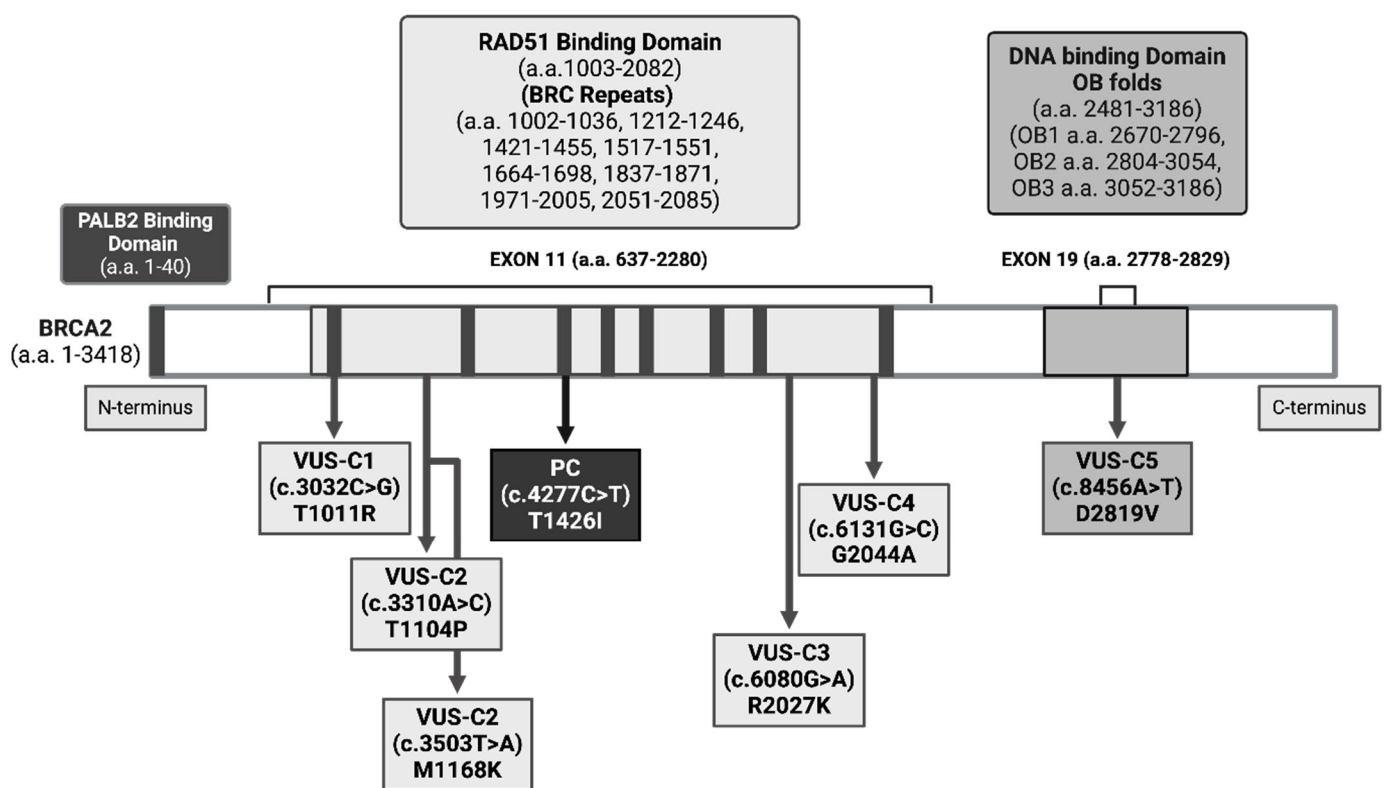 RAD51 Binding Domain
(a.a.1003-2082)
(BRC Repeats)
(a.a. 1002-1036, 1212-1246,
1421-1455, 1517-1551,
1664-1698, 1837-1871,
1971-2005, 2051-2085)
DNA binding Domain
OB folds
(a.a. 2481-3186)
(OB1 a.a. 2670-2796,
OB2 a.a. 2804-3054,
OB3 a.a. 3052-3186)
PALB2 Binding
Domain
(a.a. 1-40)
EXON 11 (a.a. 637-2280)
EXON 19 (a.a. 2778-2829)
BRCA2
(a.a. 1-3418)
N-terminus
C-terminus
VUS-C1
(c.3032C>G)
T1011R
VUS-C2
(c.3310A>C)
T1104P
VUS-C2
(c.3503T>A)
M1168K
PC
(c.4277C>T)
T1426I
VUS-C3
(c.6080G>A)
R2027K
VUS-C4
(c.6131G>C)
G2044A
VUS-C5
(c.8456A>T)
D2819V